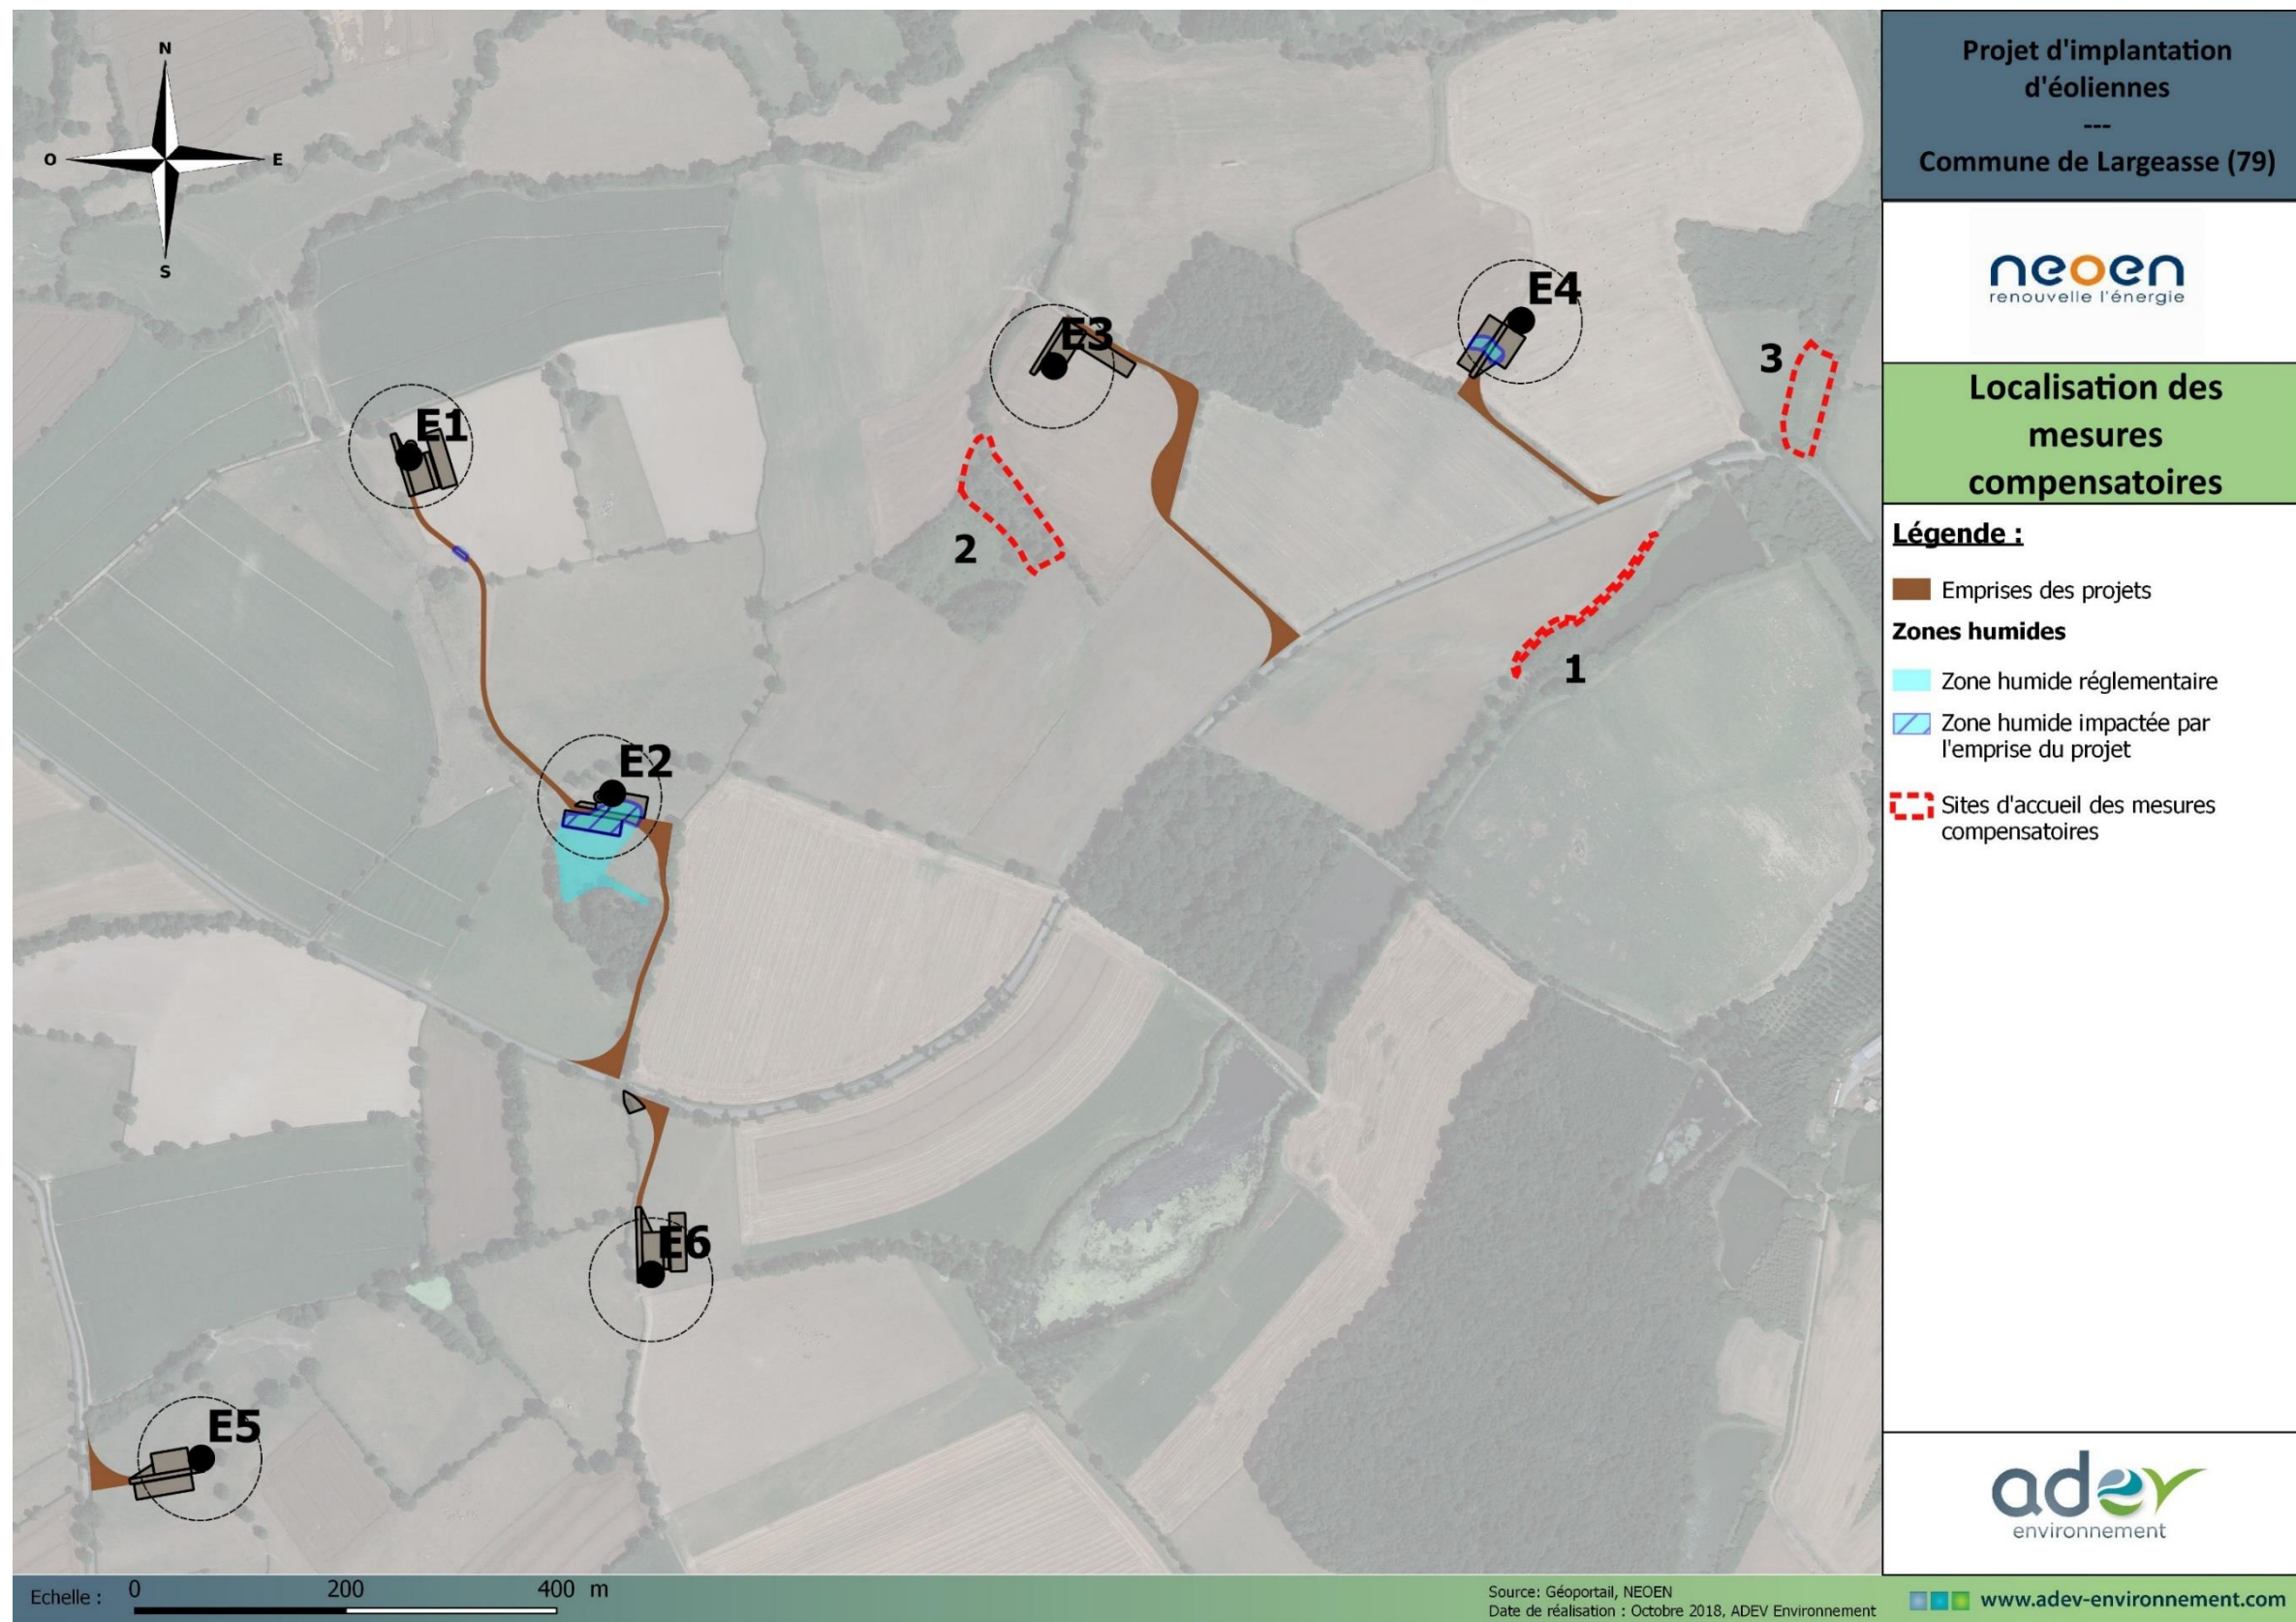 N
O
E
S
E1
E2
E3
E4
E5
E6
1
2
3
Projet d'implantation
d'éoliennes
---
Commune de Largeasse (79)
neoen
renouvelle l'énergie
Localisation des
mesures
compensatoires
Légende :
Emprises des projets
Zones humides
Zone humide réglementaire
Zone humide impactée par
l'emprise du projet
Sites d'accueil des mesures
compensatoires
adev
environnement
Echelle : 0 200 400 m
Source: Géoportail, NEOEN
Date de réalisation : Octobre 2018, ADEV Environnement
www.adev-environnement.com